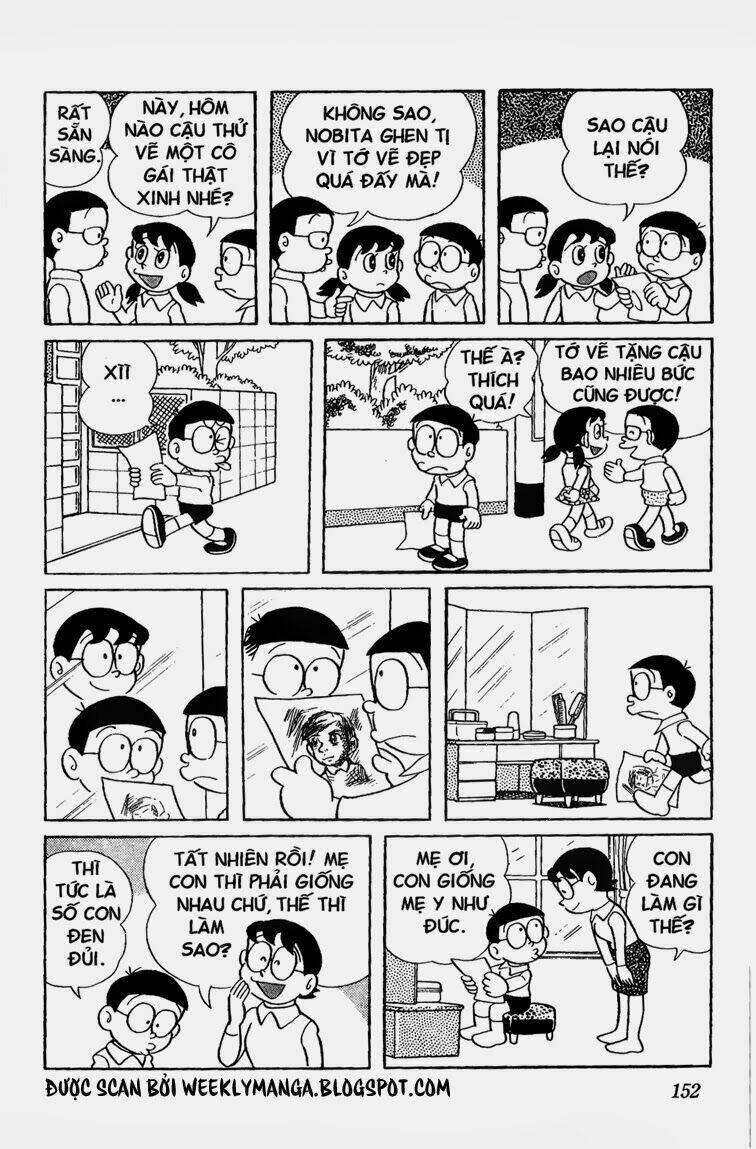 SAO CẬU
LẠI NÓI
THẾ?
KHÔNG SAO,
NOBITA GHEN TỊ
VÌ TỚ VẼ ĐẸP
QUÁ ĐẤY MÀ!
NÀY, HÔM
NÀO CẬU THỬ
VẼ MỘT CÔ
GÁI THẬT
XINH NHÉ?
RẤT
SẴN
SÀNG.
TỚ VẼ TẶNG CẬU
BAO NHIÊU BỨC
CŨNG ĐƯỢC!
THẾ À?
THÍCH
QUÁ!
XÌÌ
...
CON
ĐANG
LÀM GÌ
THẾ?
MẸ ƠI,
CON GIỐNG
MẸ Y NHƯ
ĐÚC.
TẤT NHIÊN RỒI! MẸ
CON THÌ PHẢI GIỐNG
NHAU CHỨ, THẾ THÌ
LÀM
SAO?
THÌ
TỨC LÀ
SỐ CON
ĐEN
ĐỦI.
ĐƯỢC SCAN BỞI WEEKLYMANGA.BLOGSPOT.COM
152